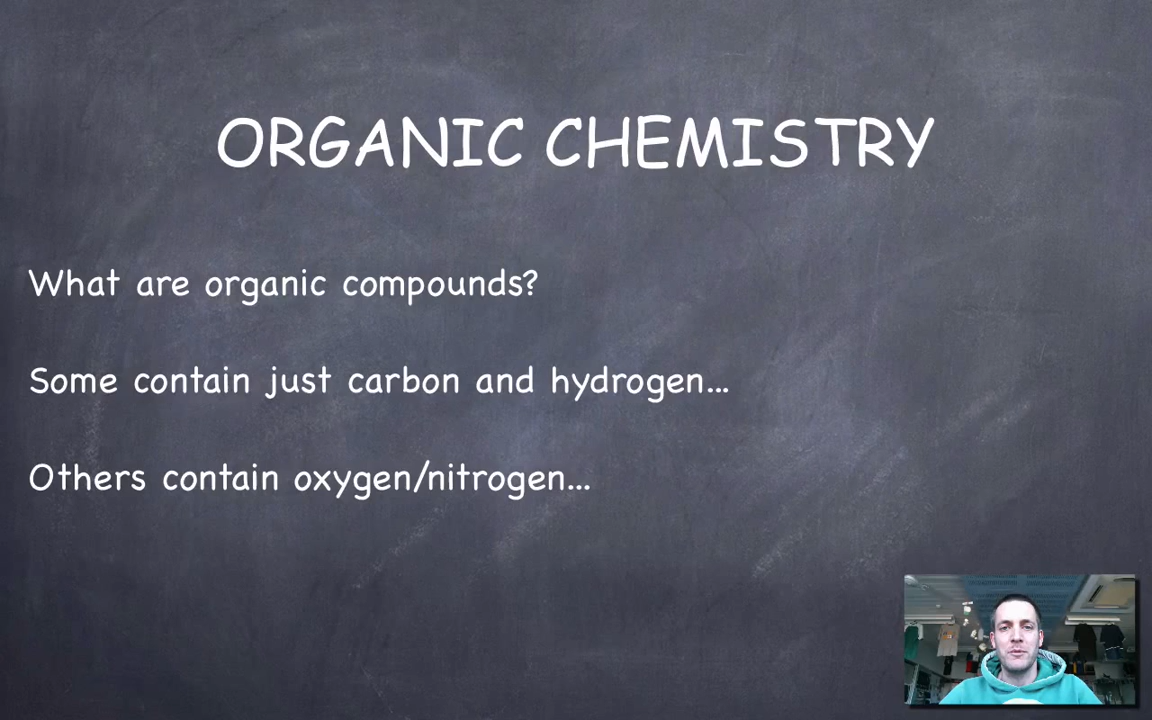 ORGANIC CHEMISTRY
What are organic compounds?
Some contain just carbon and hydrogen...
Others contain oxygen/nitrogen...